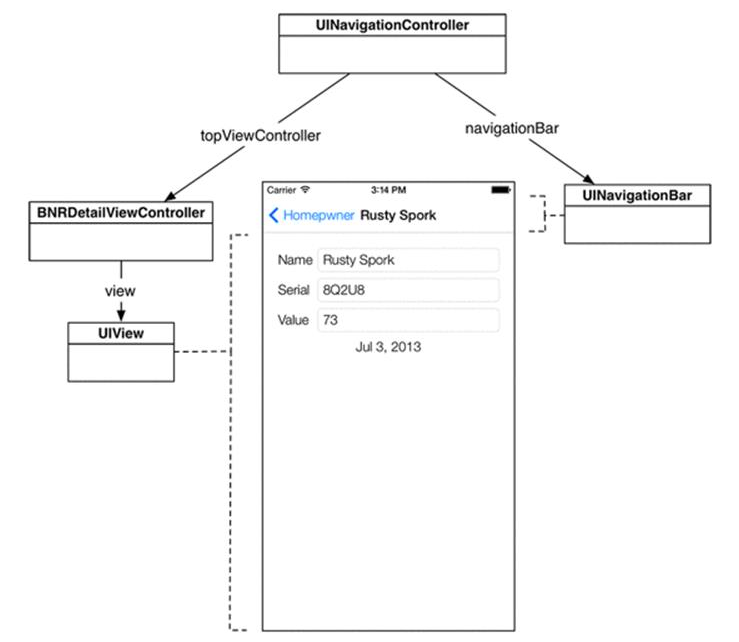 UINavigationController
topViewController
navigationBar
Carrier 3:14 PM
BNRDetailViewController
UINavigationBar
Homepwner Rusty Spork
Name Rusty Spork
view
Serial 8Q2U8
Value 73
UIView
Jul 3, 2013